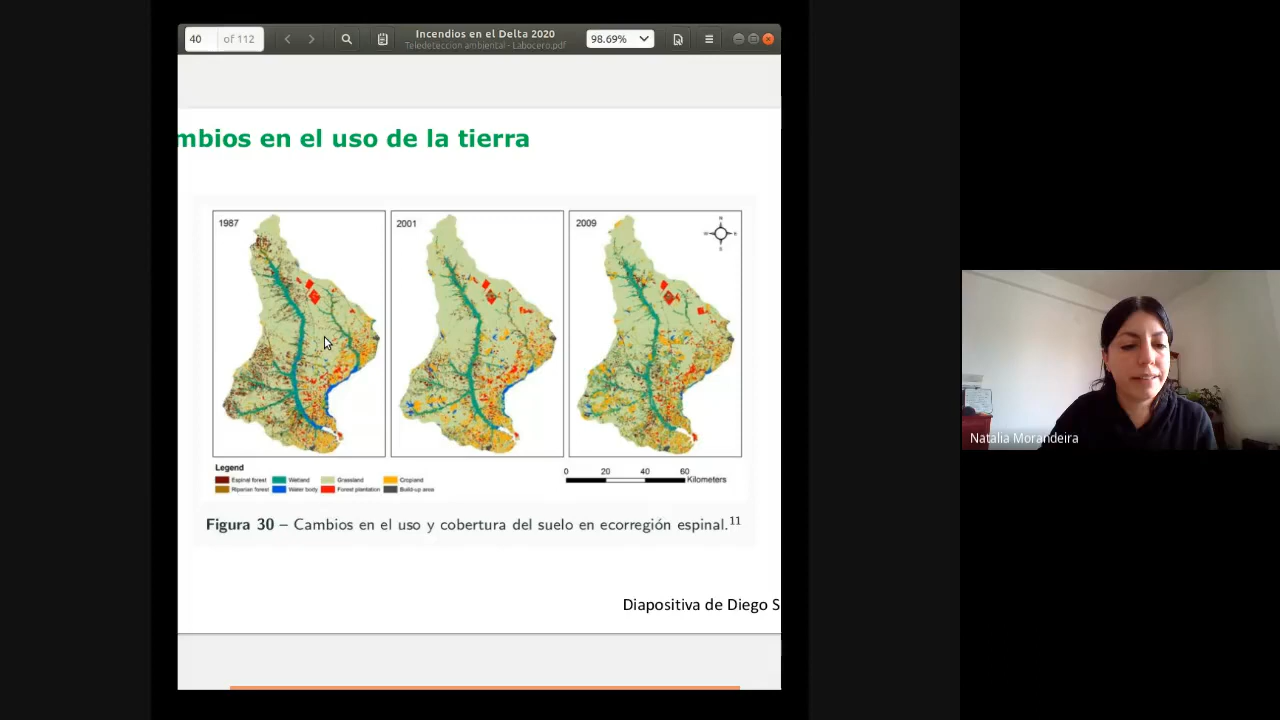 40 of 112
Incendios en el Delta 2020
Teledeteccion ambiental - Labocero.pdf
98.69%
mbios en el uso de la tierra
1987
2001
2009
N
W E
S
Legend
Espinal forest Wetland Grassland Cropland
Riparian forest Water body Forest plantation Build-up area
0 20 40 60
Kilometers
Figura 30 – Cambios en el uso y cobertura del suelo en ecorregión espinal.11
Diapositiva de Diego S
Natalia Morandeira